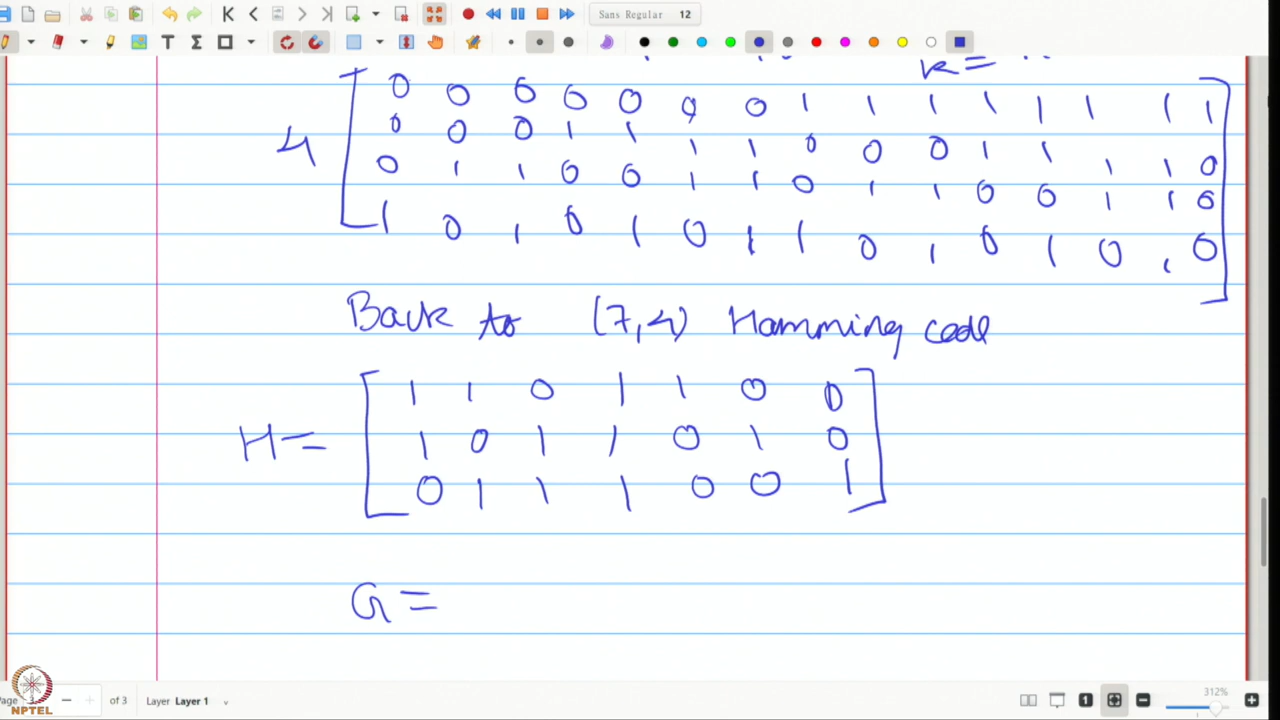 Sans Regular 12
k =
0 0 0 0 0 0 0 1 1 1 1 1 1 1 1
0 0 0 1 1 1 1 0 0 0 1 1 1 1 0
4
0 1 1 0 0 1 1 0 1 1 0 0 1 1 0
1 0 1 0 1 0 1 1 0 1 0 1 0 1 0
Back to (7,4) Hamming code
1 1 0 1 1 0 0
H = 1 0 1 1 0 1 0
0 1 1 1 0 0 1
G =
Page 3 of 3 Layer Layer 1
312%
NPTEL